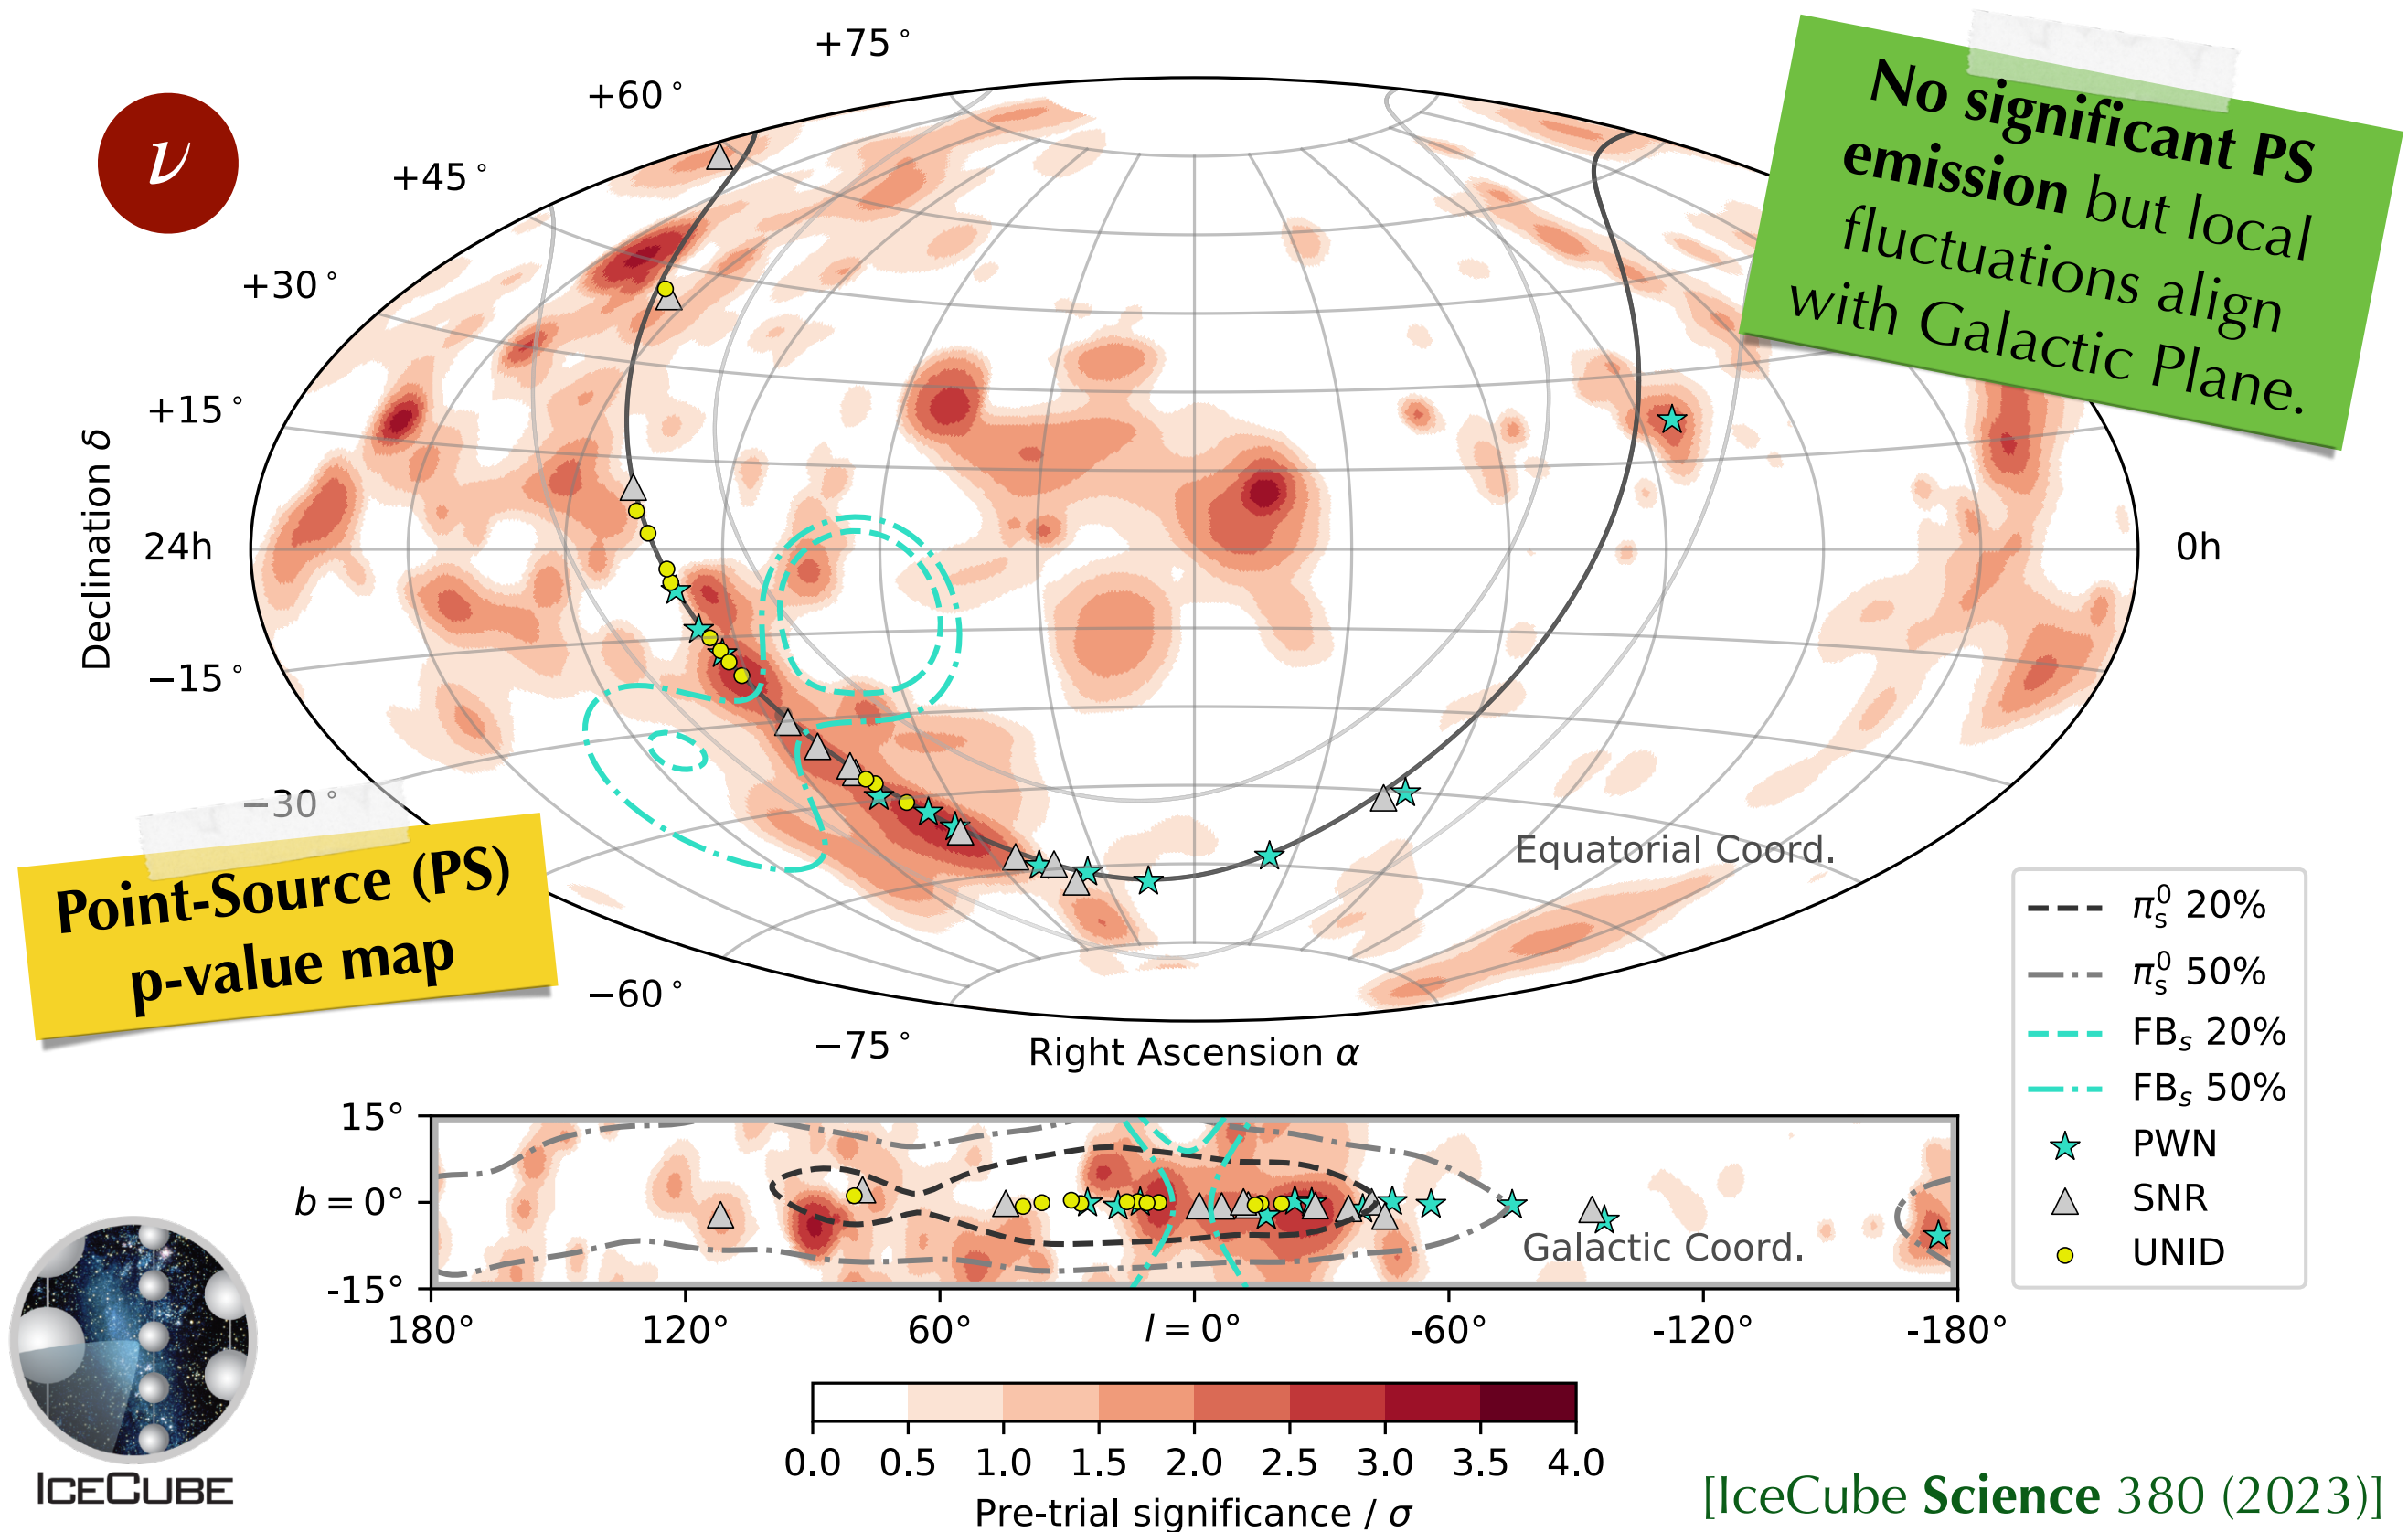 +75°
+60°
+45°
+30°
+15°
24h
0h
−15°
−30°
−60°
−75°
Declination δ
Right Ascension α
ν
No significant PS
emission but local
fluctuations align
with Galactic Plane.
Point-Source (PS)
p-value map
Equatorial Coord.
π⁰ₛ 20%
π⁰ₛ 50%
FBₛ 20%
FBₛ 50%
PWN
SNR
UNID
15°
b = 0°
-15°
Galactic Coord.
180° 120° 60° l = 0° -60° -120° -180°
0.0 0.5 1.0 1.5 2.0 2.5 3.0 3.5 4.0
Pre-trial significance / σ
ICECUBE
[IceCube Science 380 (2023)]